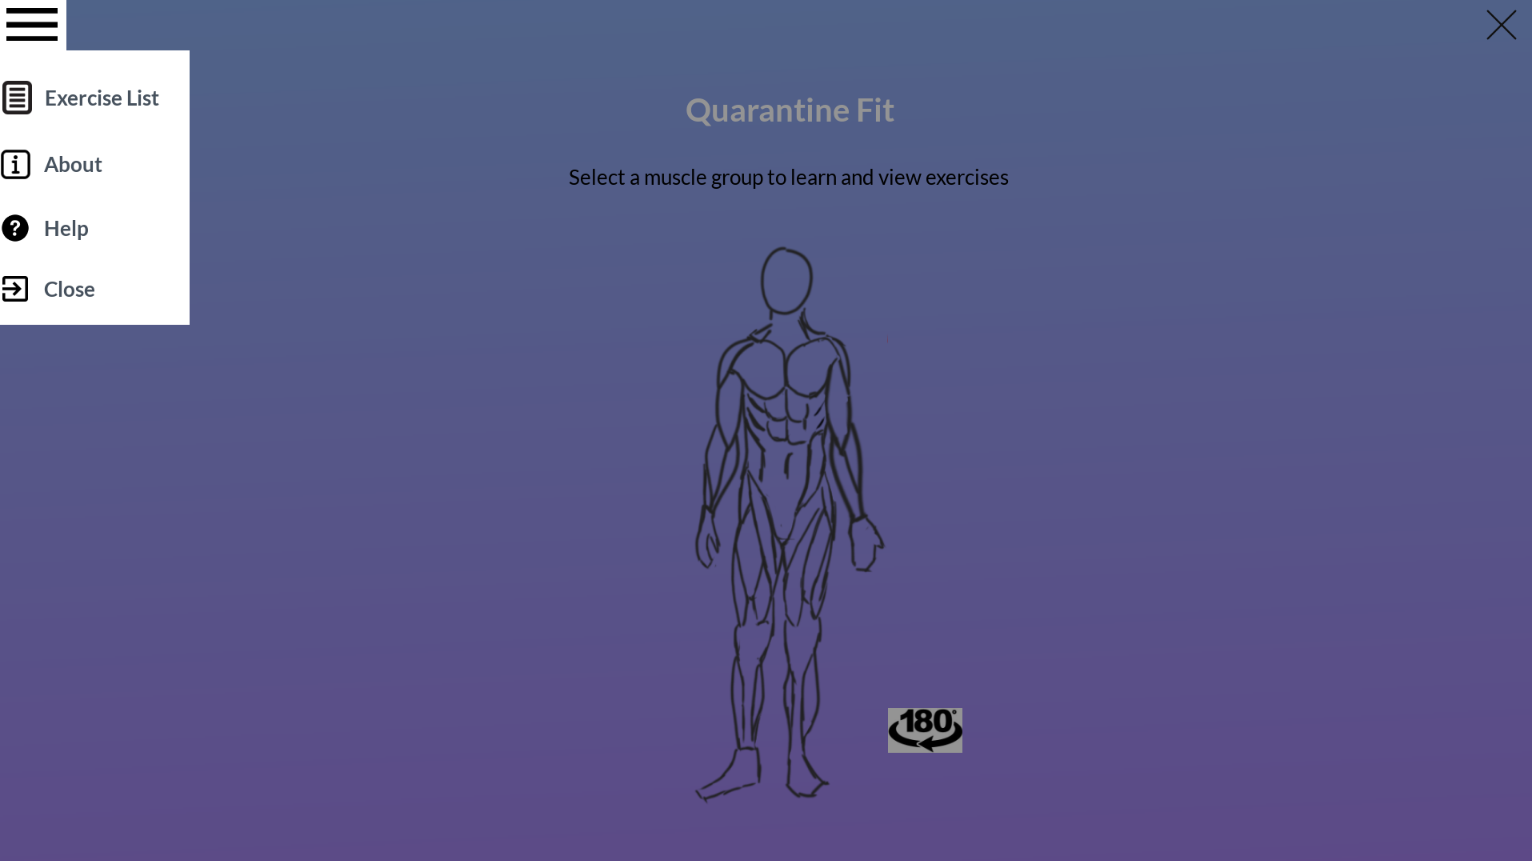 Exercise List
About
Help
Close
Quarantine Fit
Select a muscle group to learn and view exercises
180°